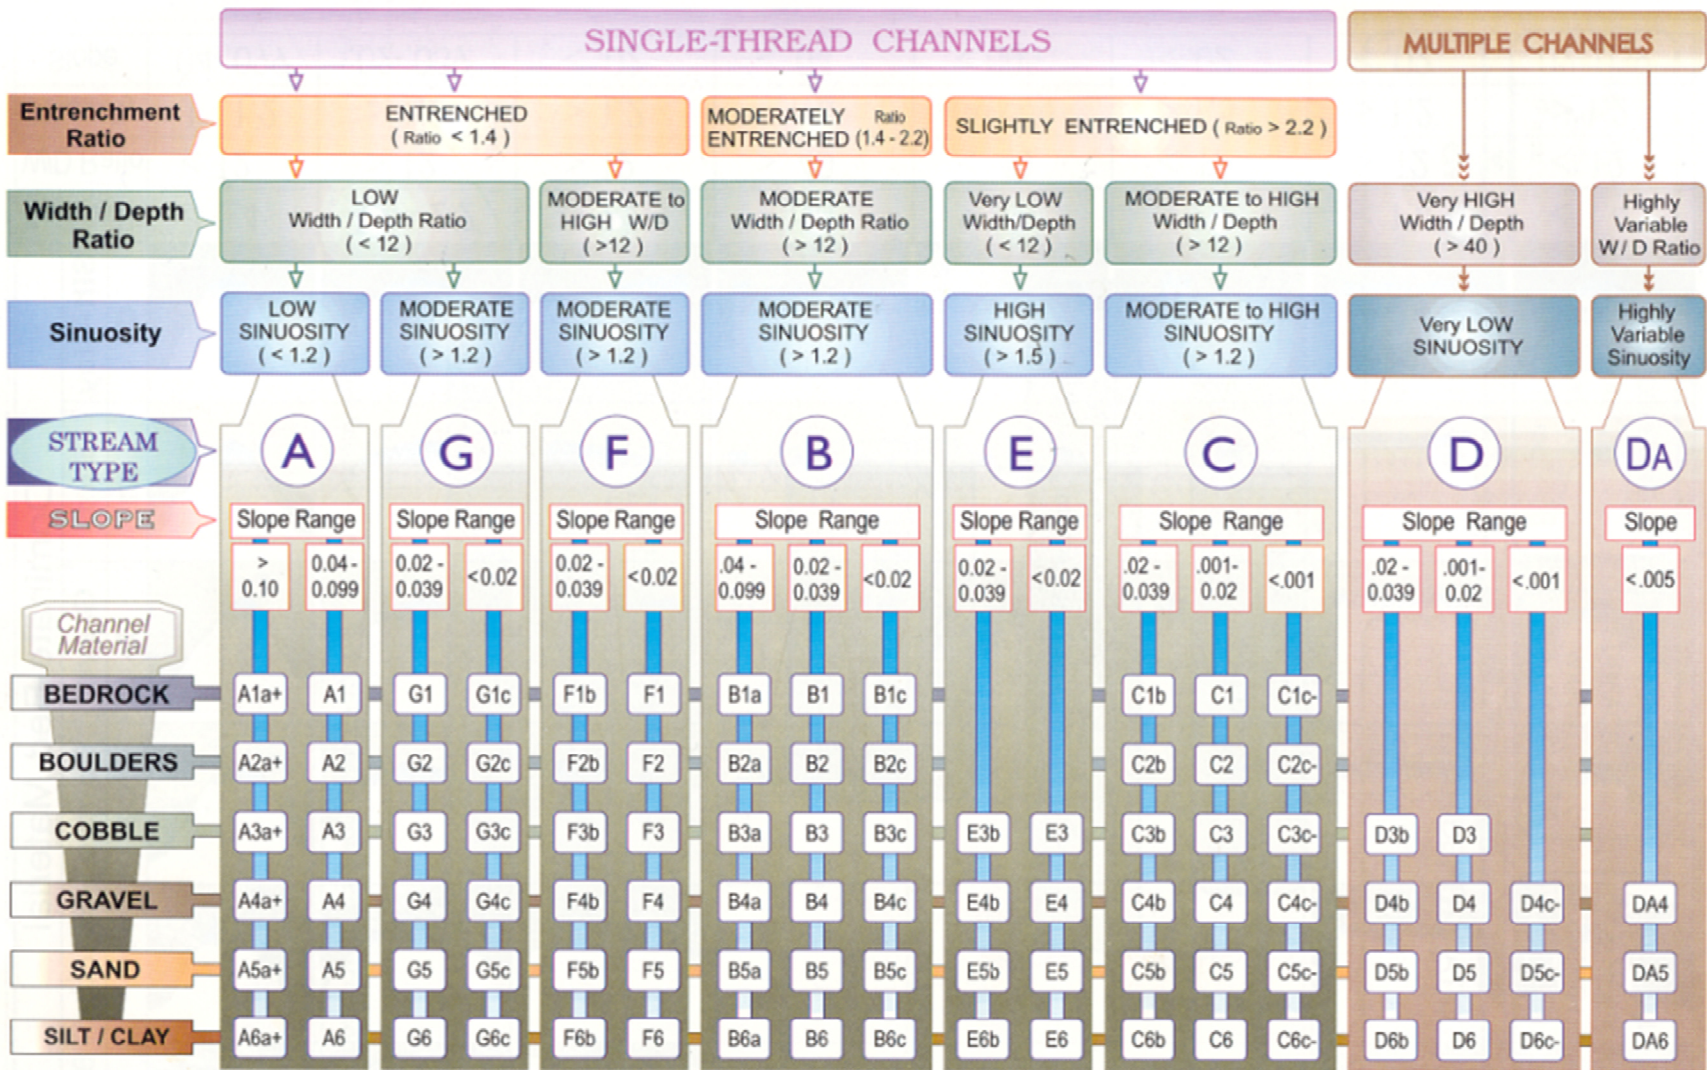 SINGLE-THREAD CHANNELS
MULTIPLE CHANNELS
Entrenchment
Ratio
ENTRENCHED
( Ratio < 1.4 )
MODERATELY Ratio
ENTRENCHED (1.4 - 2.2)
SLIGHTLY ENTRENCHED ( Ratio > 2.2 )
Width / Depth
Ratio
LOW
Width / Depth Ratio
( < 12 )
MODERATE to
HIGH W/D
( >12 )
MODERATE
Width / Depth Ratio
( > 12 )
Very LOW
Width/Depth
( < 12 )
MODERATE to HIGH
Width / Depth
( > 12 )
Very HIGH
Width / Depth
( > 40 )
Highly
Variable
W / D Ratio
Sinuosity
LOW
SINUOSITY
( < 1.2 )
MODERATE
SINUOSITY
( > 1.2 )
MODERATE
SINUOSITY
( > 1.2 )
MODERATE
SINUOSITY
( > 1.2 )
HIGH
SINUOSITY
( > 1.5 )
MODERATE to HIGH
SINUOSITY
( > 1.2 )
Very LOW
SINUOSITY
Highly
Variable
Sinuosity
STREAM
TYPE
A G F B E C D DA
SLOPE
Slope Range Slope Range Slope Range Slope Range Slope Range Slope Range Slope Range Slope
>
0.10
0.04 -
0.099
0.02 -
0.039
<0.02
0.02 -
0.039
<0.02
.04 -
0.099
0.02 -
0.039
<0.02
0.02 -
0.039
<0.02
.02 -
0.039
.001-
0.02
<.001
.02 -
0.039
.001-
0.02
<.001
<.005
Channel
Material
BEDROCK A1a+ A1 G1 G1c F1b F1 B1a B1 B1c C1b C1 C1c-
BOULDERS A2a+ A2 G2 G2c F2b F2 B2a B2 B2c C2b C2 C2c-
COBBLE A3a+ A3 G3 G3c F3b F3 B3a B3 B3c E3b E3 C3b C3 C3c- D3b D3
GRAVEL A4a+ A4 G4 G4c F4b F4 B4a B4 B4c E4b E4 C4b C4 C4c- D4b D4 D4c- DA4
SAND A5a+ A5 G5 G5c F5b F5 B5a B5 B5c E5b E5 C5b C5 C5c- D5b D5 D5c- DA5
SILT / CLAY A6a+ A6 G6 G6c F6b F6 B6a B6 B6c E6b E6 C6b C6 C6c- D6b D6 D6c- DA6